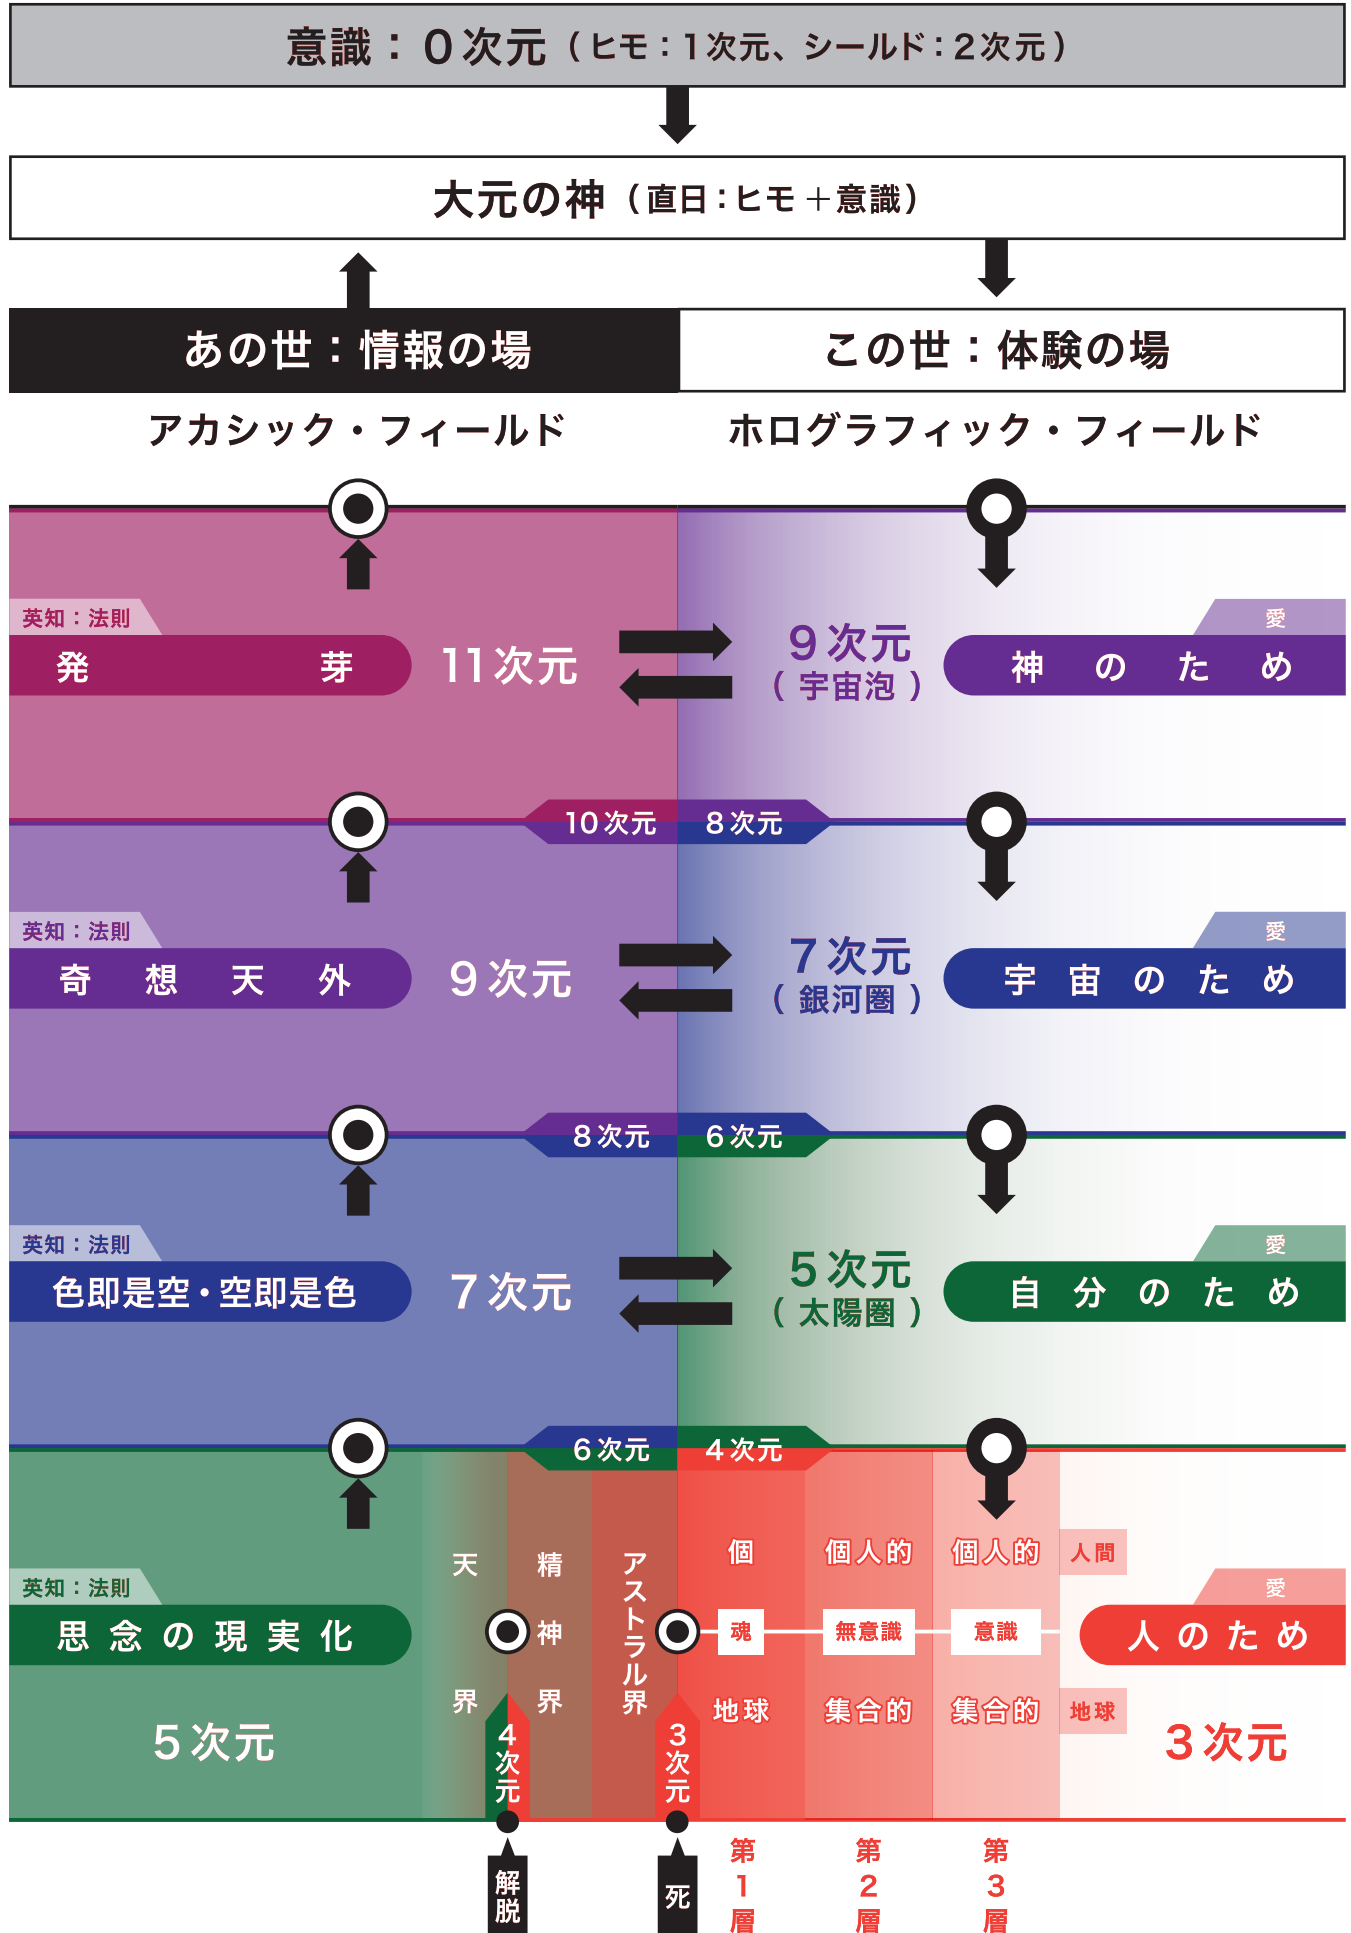 意識：０次元（ヒモ：１次元、シールド：２次元）
大元の神（直日：ヒモ＋意識）
あの世：情報の場
この世：体験の場
アカシック・フィールド
ホログラフィック・フィールド
英知：法則
発芽
11次元
9次元
（宇宙泡）
愛
神のため
10次元
8次元
英知：法則
奇想天外
9次元
7次元
（銀河圏）
愛
宇宙のため
8次元
6次元
英知：法則
色即是空・空即是色
7次元
5次元
（太陽圏）
愛
自分のため
6次元
4次元
英知：法則
思念の現実化
5次元
天界
精神界
アストラル界
4次元
3次元
個
魂
地球
個人的
無意識
集合的
個人的
意識
集合的
人間
地球
愛
人のため
3次元
解脱
死
第1層
第2層
第3層